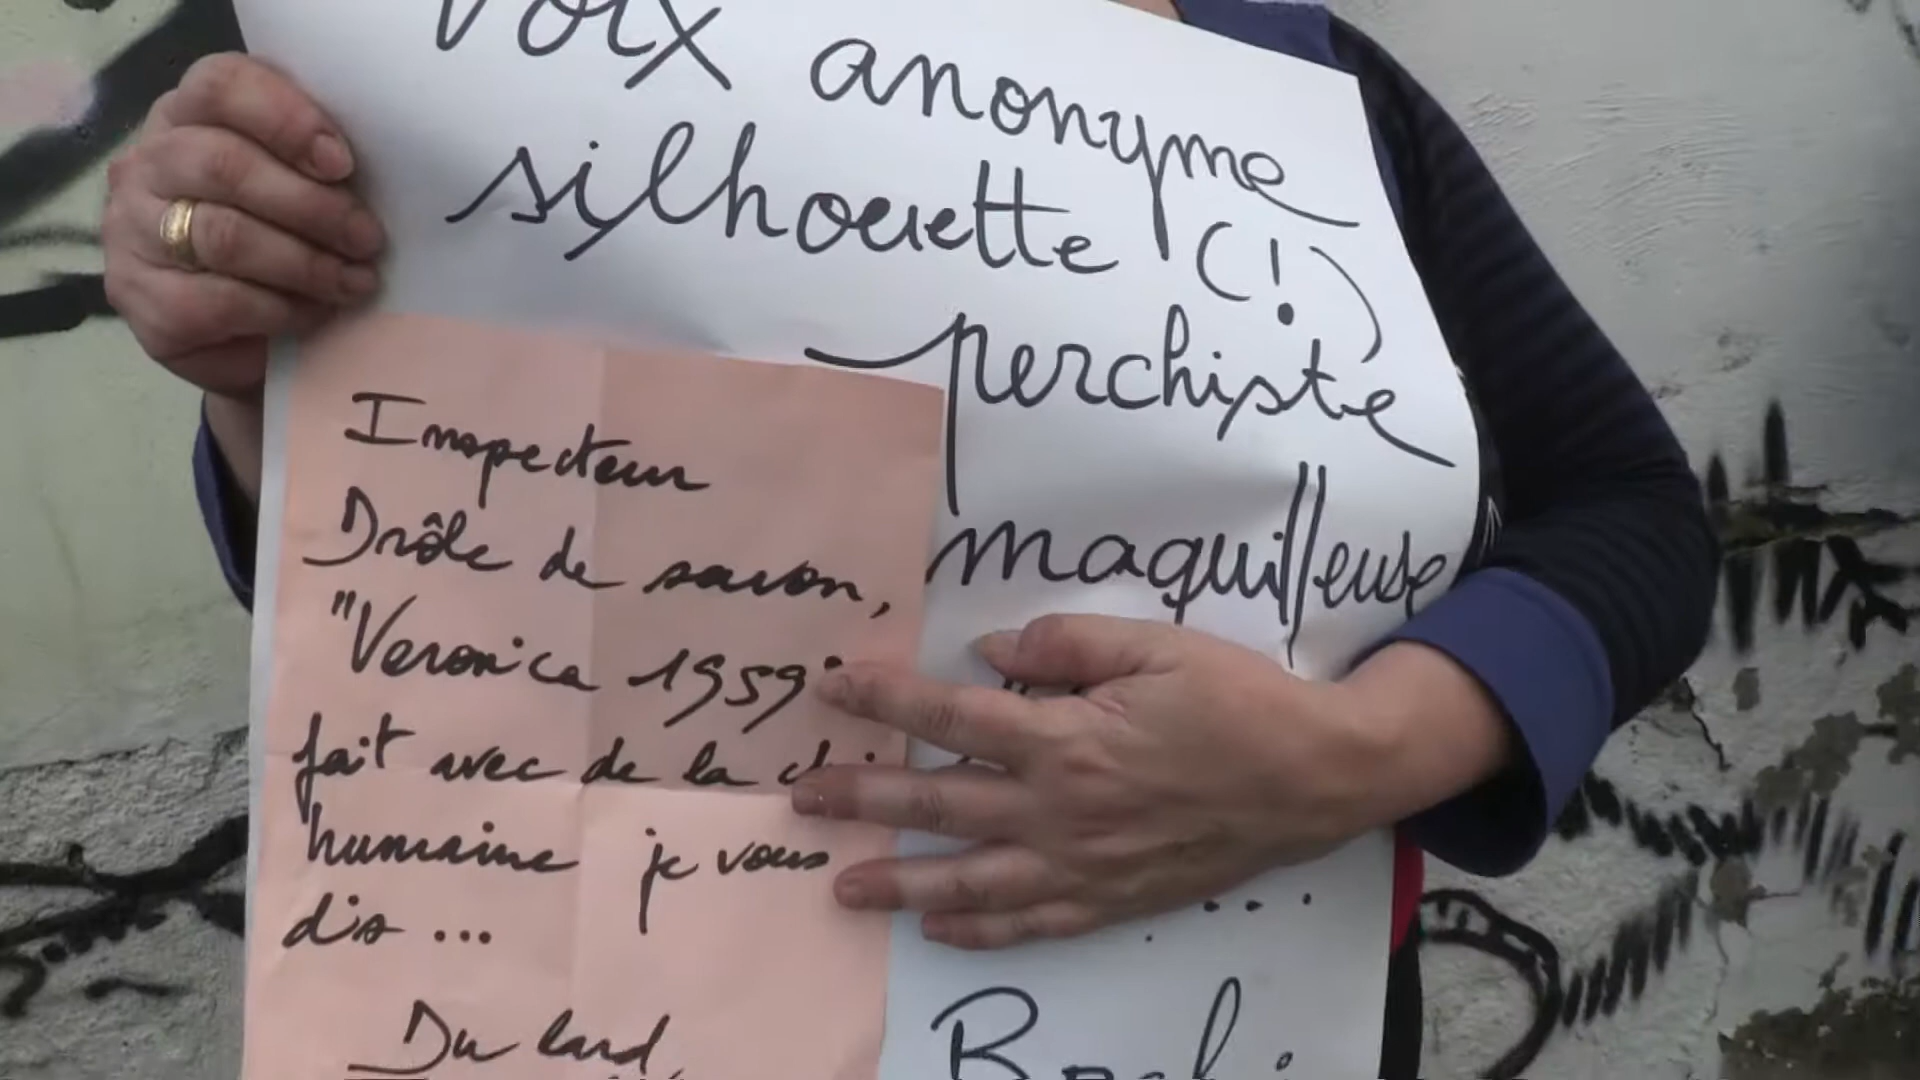 Voix anonyme
silhouette (!)
perchiste
maquilleuse
...
Inspecteur
Drôle de savon,
"Veronica 1959"
fait avec de la
humaine je vous
dis ...
Du lard